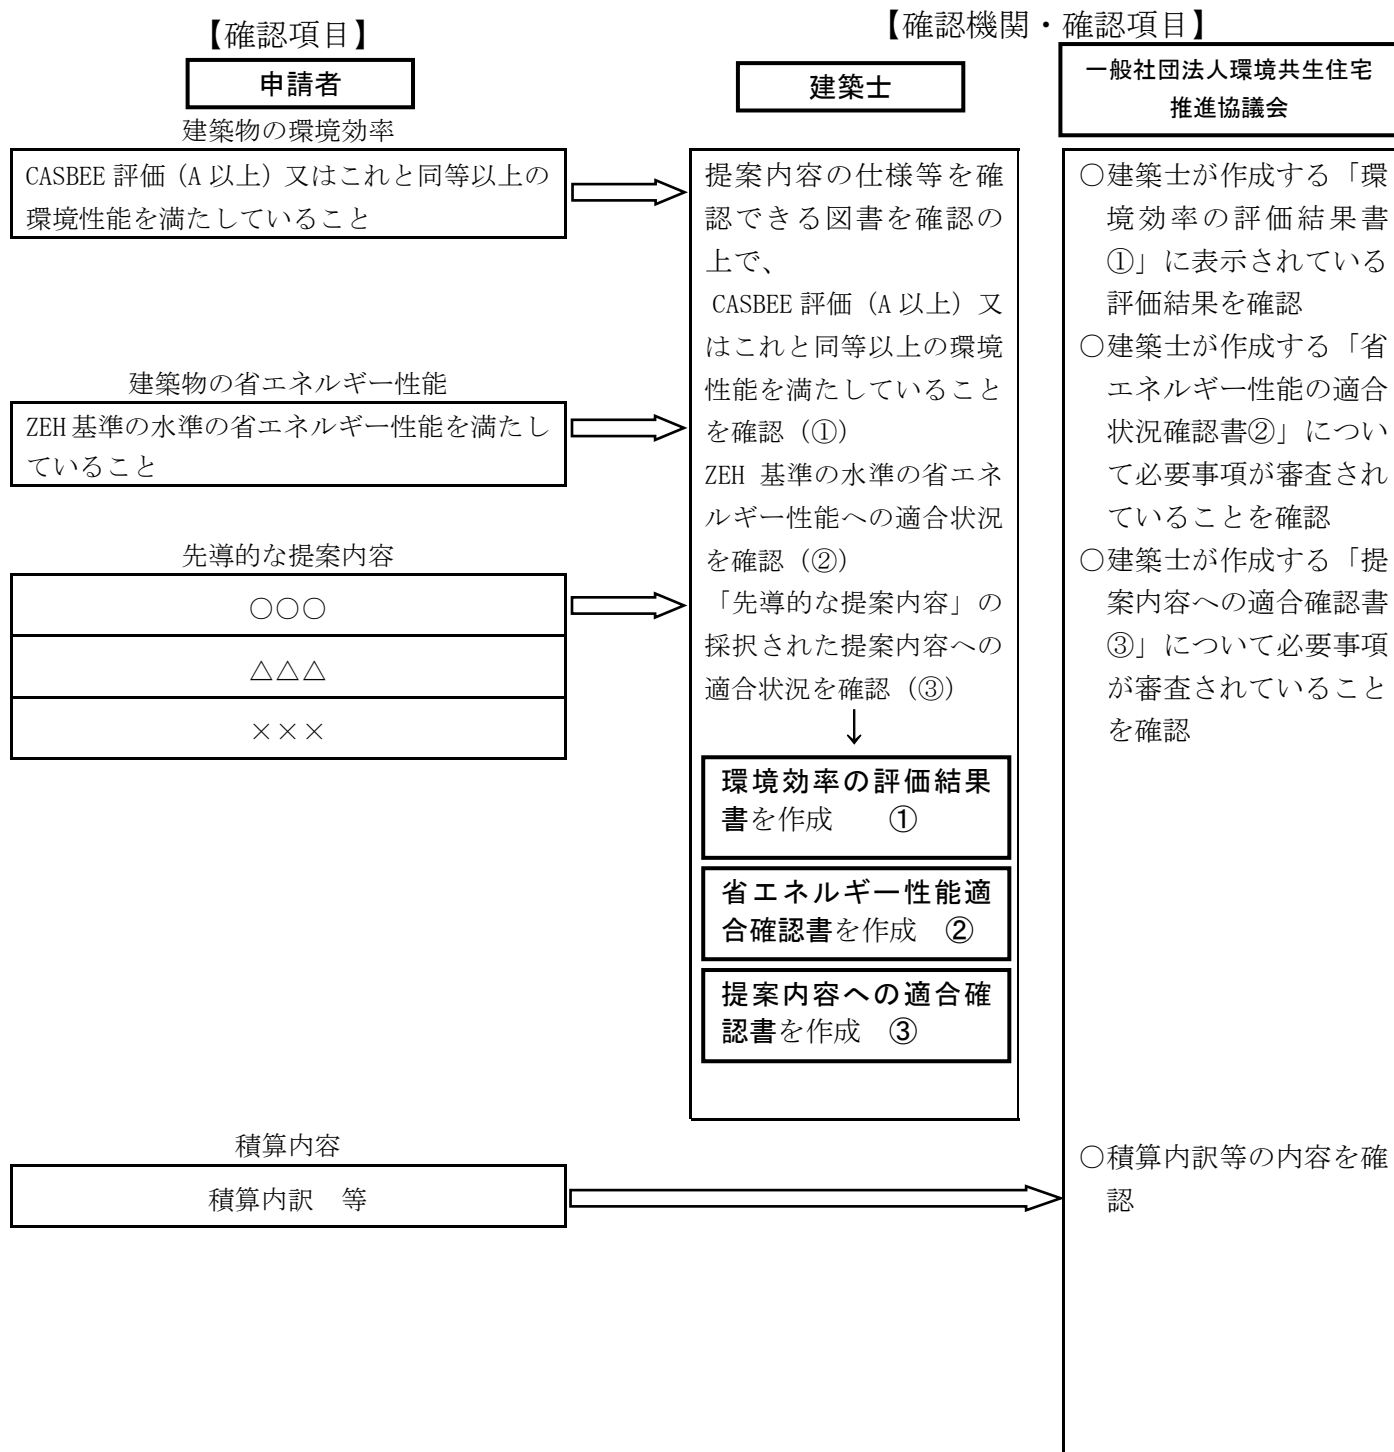 【確認項目】
申請者
建築物の環境効率
CASBEE 評価（A 以上）又はこれと同等以上の
環境性能を満たしていること
建築物の省エネルギー性能
ZEH 基準の水準の省エネルギー性能を満たし
ていること
先導的な提案内容
○○○
△△△
×××
積算内容
積算内訳　等
【確認機関・確認項目】
建築士
提案内容の仕様等を確
認できる図書を確認の
上で、
CASBEE 評価（A 以上）又
はこれと同等以上の環境
性能を満たしていること
を確認（①）
ZEH 基準の水準の省エネ
ルギー性能への適合状況
を確認（②）
「先導的な提案内容」の
採択された提案内容への
適合状況を確認（③）
↓
環境効率の評価結果
書を作成　　①
省エネルギー性能適
合確認書を作成　②
提案内容への適合確
認書を作成　③
一般社団法人環境共生住宅
推進協議会
○建築士が作成する「環
境効率の評価結果書
①」に表示されている
評価結果を確認
○建築士が作成する「省
エネルギー性能の適合
状況確認書②」につい
て必要事項が審査され
ていることを確認
○建築士が作成する「提
案内容への適合確認書
③」について必要事項
が審査されていること
を確認
○積算内訳等の内容を確
認